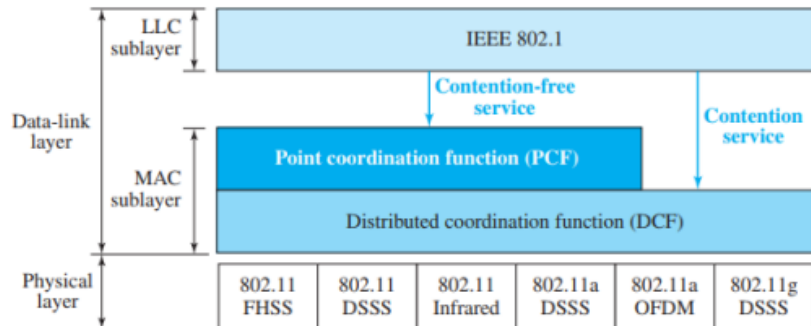 LLC
sublayer
IEEE 802.1
Contention-free
service
Contention
service
Data-link
layer
MAC
sublayer
Point coordination function (PCF)
Distributed coordination function (DCF)
Physical
layer
802.11
FHSS
802.11
DSSS
802.11
Infrared
802.11a
DSSS
802.11a
OFDM
802.11g
DSSS